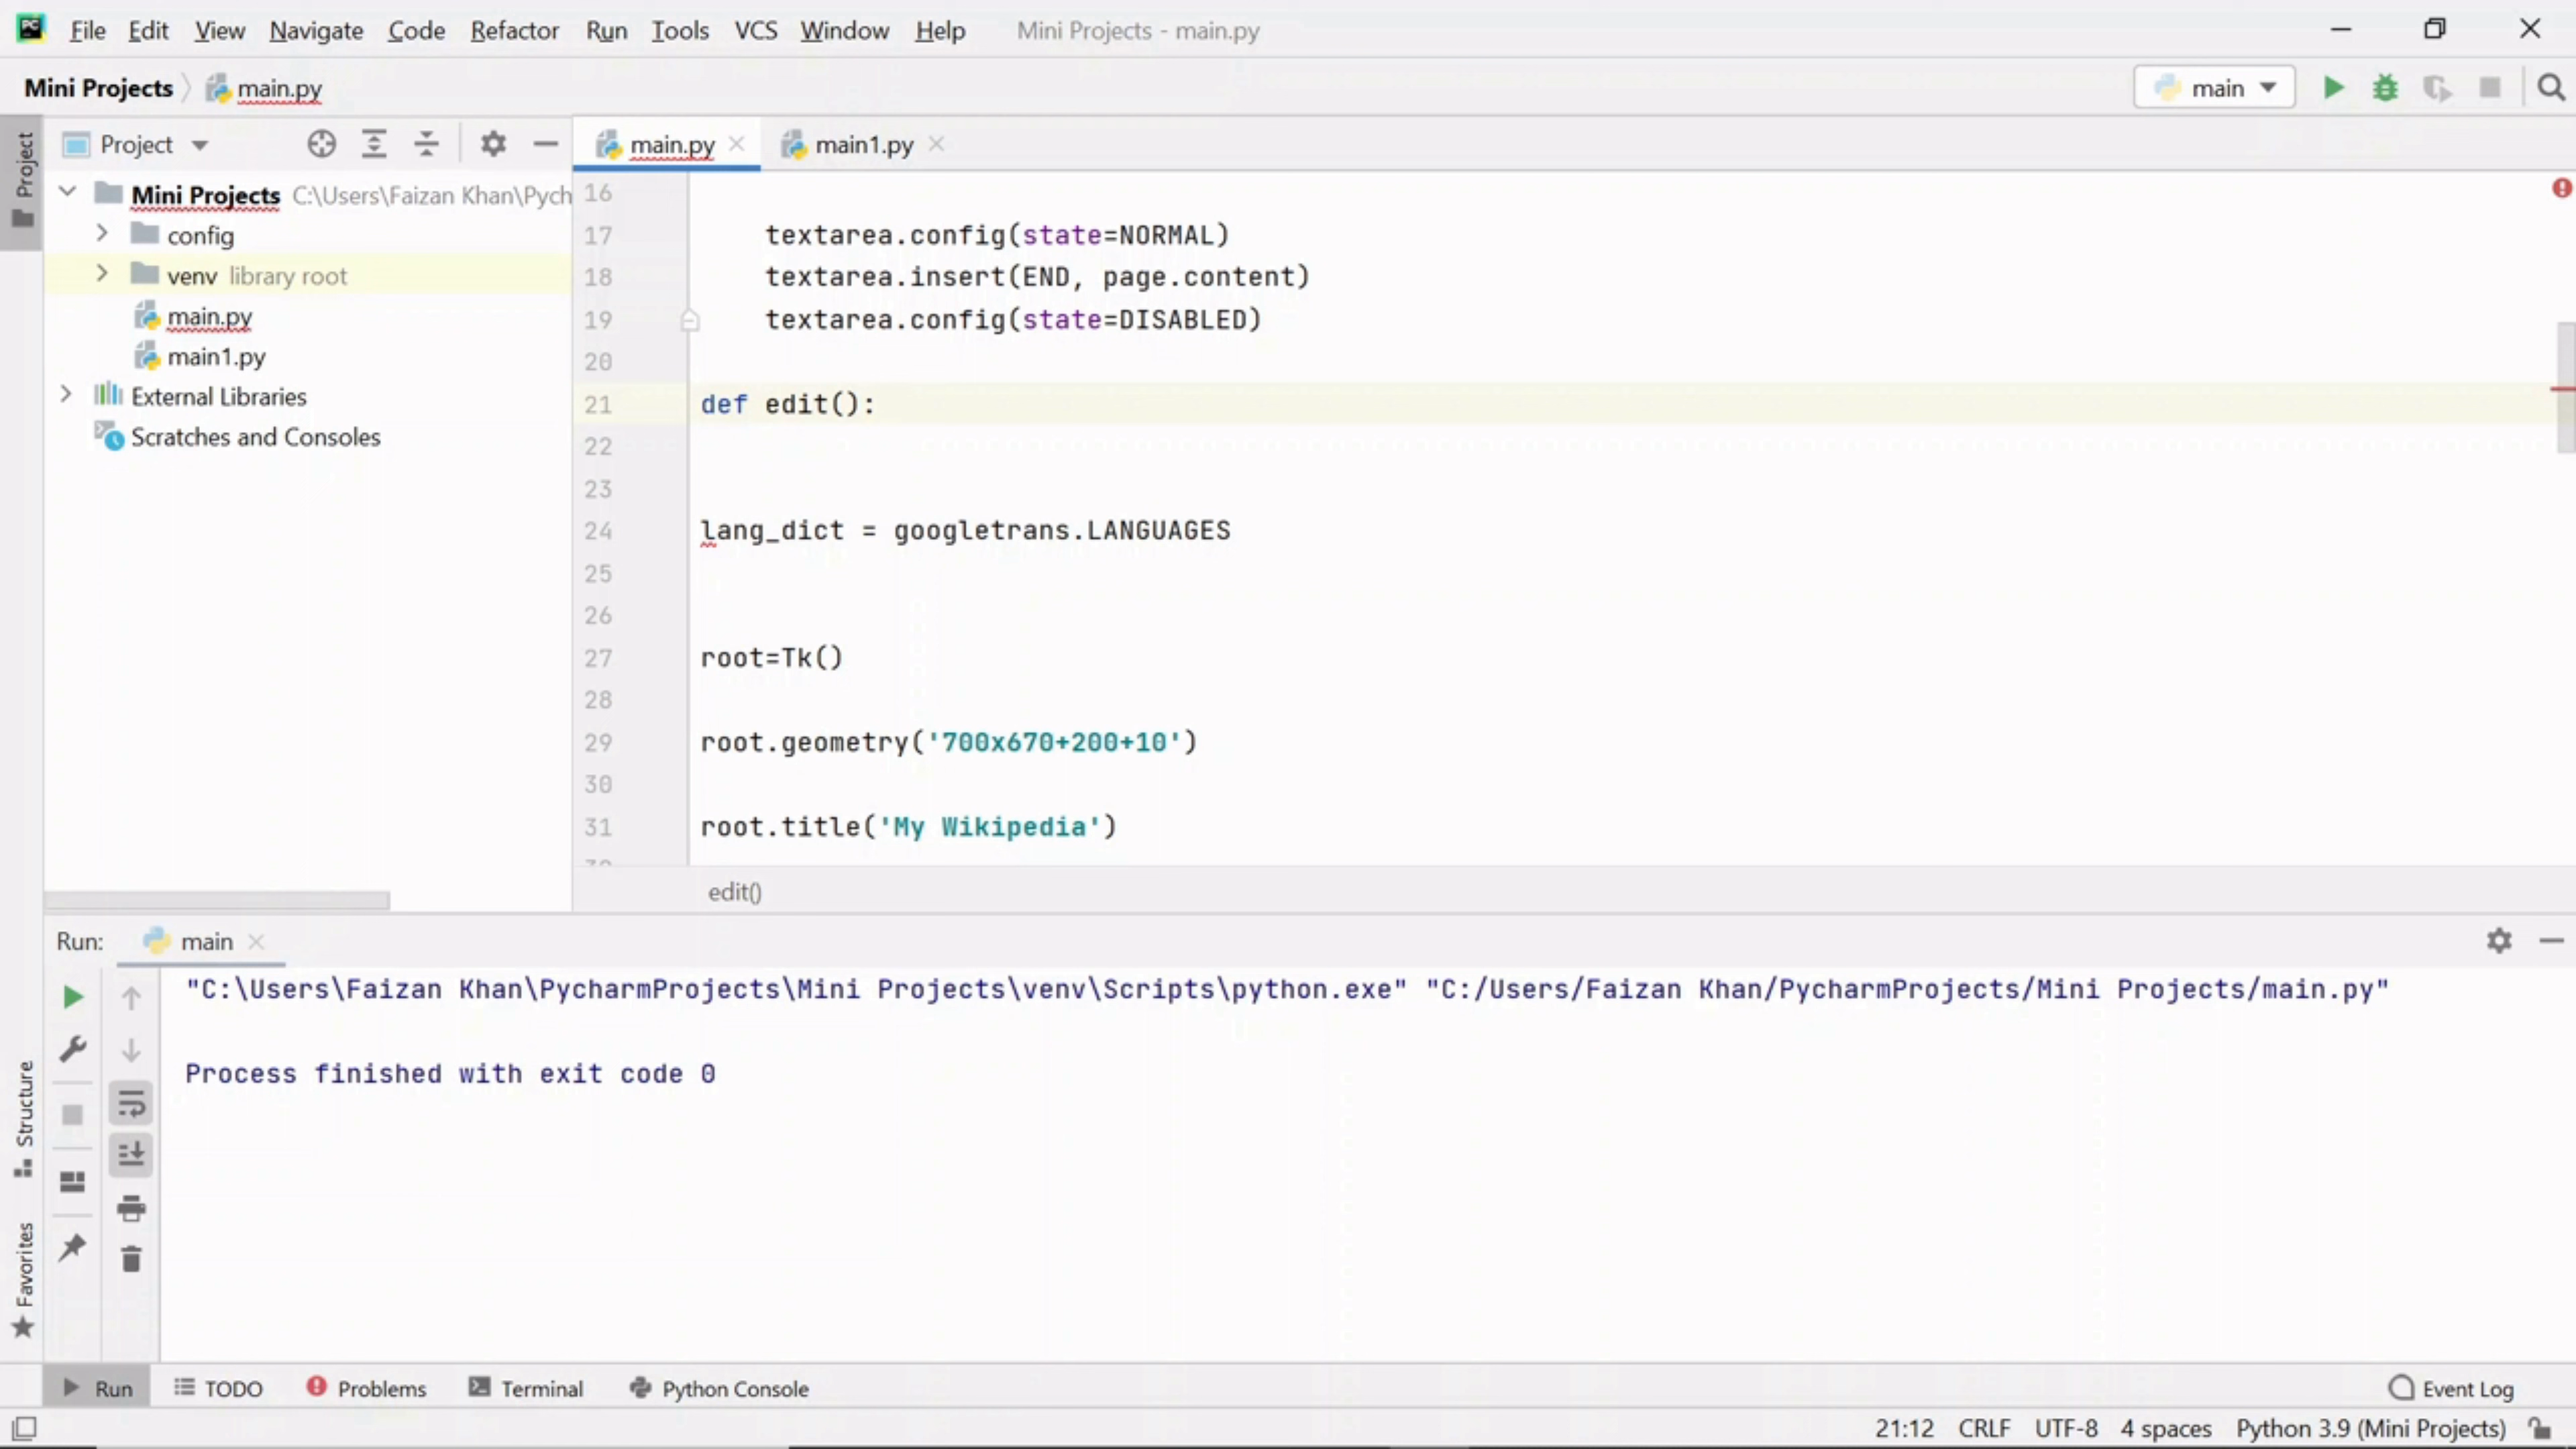 File Edit View Navigate Code Refactor Run Tools VCS Window Help Mini Projects - main.py
Mini Projects main.py main
Project Project main.py main1.py
Mini Projects C:\Users\Faizan Khan\Pych
config
venv library root
main.py
main1.py
External Libraries
Scratches and Consoles
16
17 textarea.config(state=NORMAL)
18 textarea.insert(END, page.content)
19 textarea.config(state=DISABLED)
20
21 def edit():
22
23
24 lang_dict = googletrans.LANGUAGES
25
26
27 root=Tk()
28
29 root.geometry('700x670+200+10')
30
31 root.title('My Wikipedia')
edit()
Run: main
"C:\Users\Faizan Khan\PycharmProjects\Mini Projects\venv\Scripts\python.exe" "C:/Users/Faizan Khan/PycharmProjects/Mini Projects/main.py"
Process finished with exit code 0
Structure
Favorites
Run TODO Problems Terminal Python Console Event Log
21:12 CRLF UTF-8 4 spaces Python 3.9 (Mini Projects)